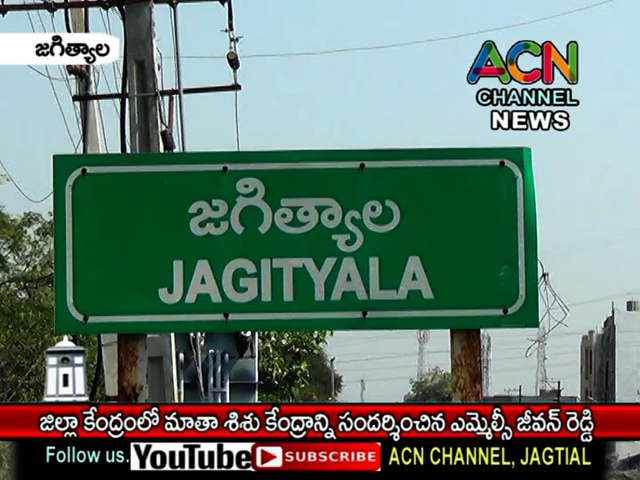 జగిత్యాల
ACN
CHANNEL
NEWS
జగిత్యాల
JAGITYALA
జిల్లా కేంద్రంలో మాతా శిశు కేంద్రాన్ని సందర్శించిన ఎమ్మెల్సీ జీవన్ రెడ్డి
Follow us. YouTube SUBSCRIBE ACN CHANNEL, JAGTIAL